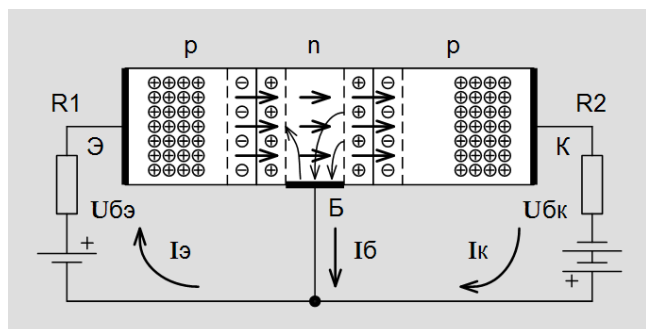 p n p
R1 R2
Э К
Uбэ Б Uбк
+ Iэ Iб Iк
+